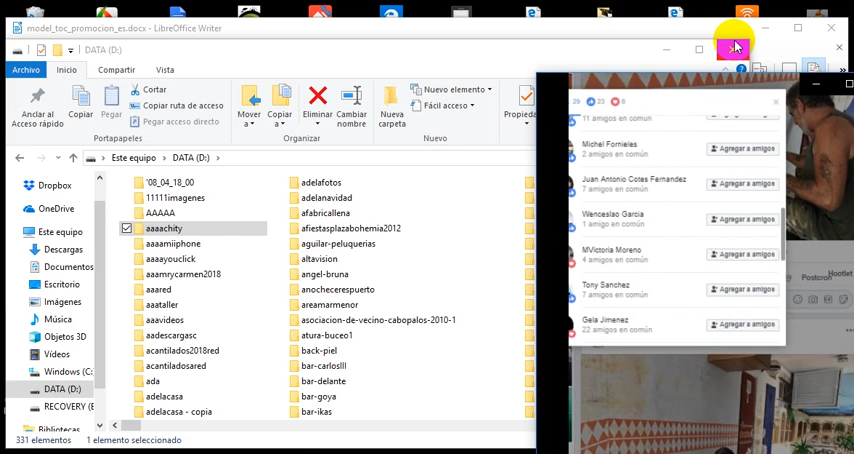 model_toc_promocion_es.docx - LibreOffice Writer
DATA (D:)
Archivo Inicio Compartir Vista
Anclar al Acceso rápido
Copiar
Pegar
Cortar
Copiar ruta de acceso
Pegar acceso directo
Mover a
Copiar a
Eliminar
Cambiar nombre
Nueva carpeta
Nuevo elemento
Fácil acceso
Propieda
Portapapeles
Organizar
Nuevo
Este equipo > DATA (D:) >
Dropbox
OneDrive
Este equipo
Descargas
Documentos
Escritorio
Imágenes
Música
Objetos 3D
Vídeos
Windows (C:
DATA (D:)
RECOVERY (E
Bibliotecas
'08_04_18_00
11111imagenes
AAAAA
aaaachity
aaaamiiphone
aaaayouclick
aaamrycarmen2018
aaared
aaataller
aaavideos
aadescargasc
acantilados2018red
acantiladosared
ada
adelacasa
adelacasa - copia
adelafotos
adelanavidad
afabricallena
afiestasplazabohemia2012
aguilar-peluquerias
altavision
angel-bruna
anochecerespuerto
areamarmenor
asociacion-de-vecino-cabopalos-2010-1
atura-buceo1
back-piel
bar-carlosIII
bar-delante
bar-goya
bar-ikas
331 elementos 1 elemento seleccionado
29 23 6
11 amigos en común
Michel Fornieles
2 amigos en común
Agregar a amigos
Juan Antonio Cotes Fernandez
7 amigos en común
Agregar a amigos
Wenceslao Garcia
1 amigo en común
Agregar a amigos
MVictoria Moreno
4 amigos en común
Agregar a amigos
Tony Sanchez
7 amigos en común
Agregar a amigos
Gela Jimenez
22 amigos en común
Agregar a amigos
Postcron Hootlet